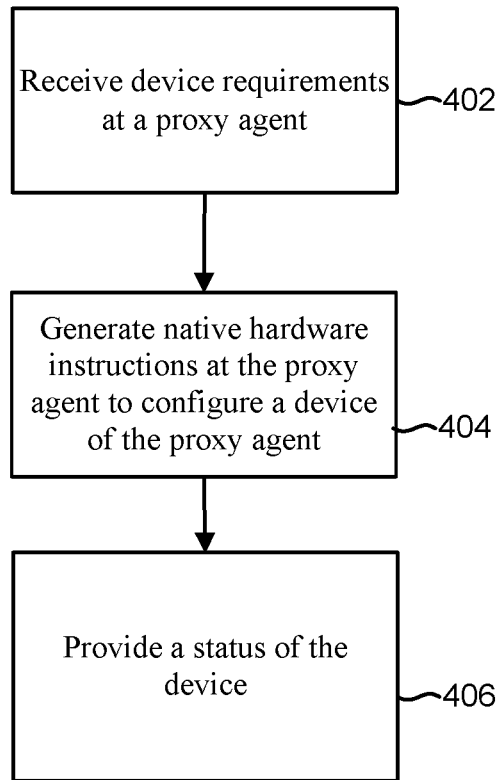 Receive device requirements
at a proxy agent
402
Generate native hardware
instructions at the proxy
agent to configure a device
of the proxy agent
404
Provide a status of the
device
406